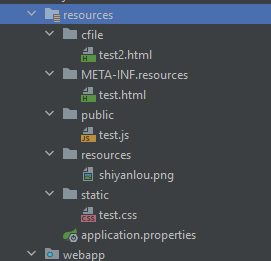 resources
cfile
test2.html
META-INF.resources
test.html
public
test.js
resources
shiyanlou.png
static
test.css
application.properties
webapp